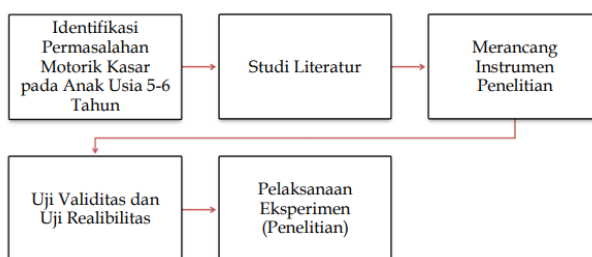 Identifikasi
Permasalahan
Motorik Kasar
pada Anak Usia 5-6
Tahun
Studi Literatur
Merancang
Instrumen
Penelitian
Uji Validitas dan
Uji Realibilitas
Pelaksanaan
Eksperimen
(Penelitian)